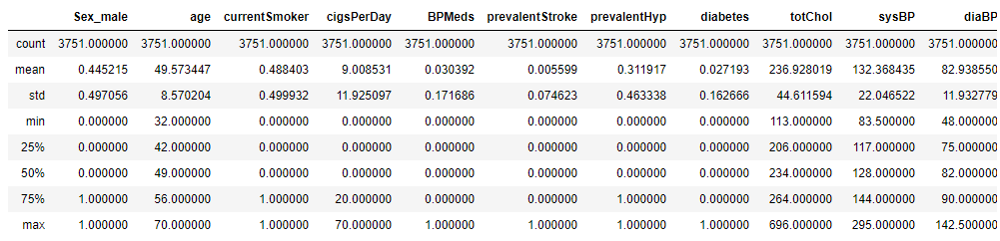 Sex_male age currentSmoker cigsPerDay BPMeds prevalentStroke prevalentHyp diabetes totChol sysBP diaBP
count 3751.000000 3751.000000 3751.000000 3751.000000 3751.000000 3751.000000 3751.000000 3751.000000 3751.000000 3751.000000 3751.00000
mean 0.445215 49.573447 0.488403 9.008531 0.030392 0.005599 0.311917 0.027193 236.928019 132.368435 82.93855
std 0.497056 8.570204 0.499932 11.925097 0.171686 0.074623 0.463338 0.162666 44.611594 22.046522 11.93277
min 0.000000 32.000000 0.000000 0.000000 0.000000 0.000000 0.000000 0.000000 113.000000 83.500000 48.00000
25% 0.000000 42.000000 0.000000 0.000000 0.000000 0.000000 0.000000 0.000000 206.000000 117.000000 75.00000
50% 0.000000 49.000000 0.000000 0.000000 0.000000 0.000000 0.000000 0.000000 234.000000 128.000000 82.00000
75% 1.000000 56.000000 1.000000 20.000000 0.000000 0.000000 1.000000 0.000000 264.000000 144.000000 90.00000
max 1.000000 70.000000 1.000000 70.000000 1.000000 1.000000 1.000000 1.000000 696.000000 295.000000 142.50000